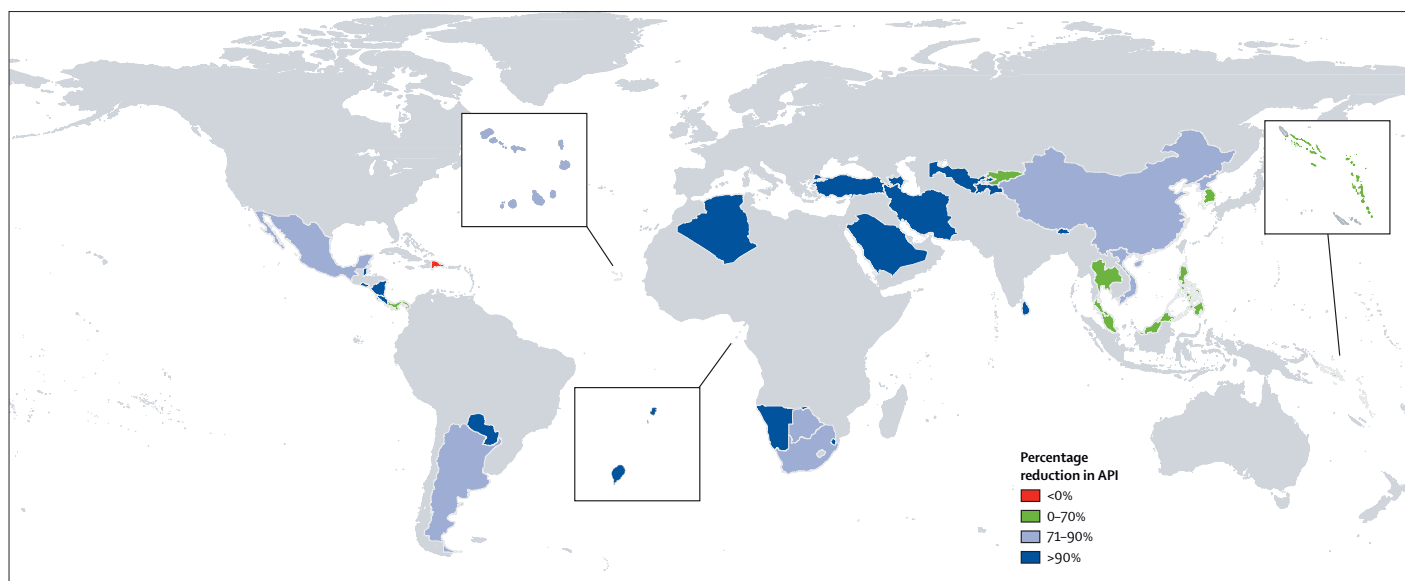 Percentage
reduction in API
<0%
0–70%
71–90%
>90%